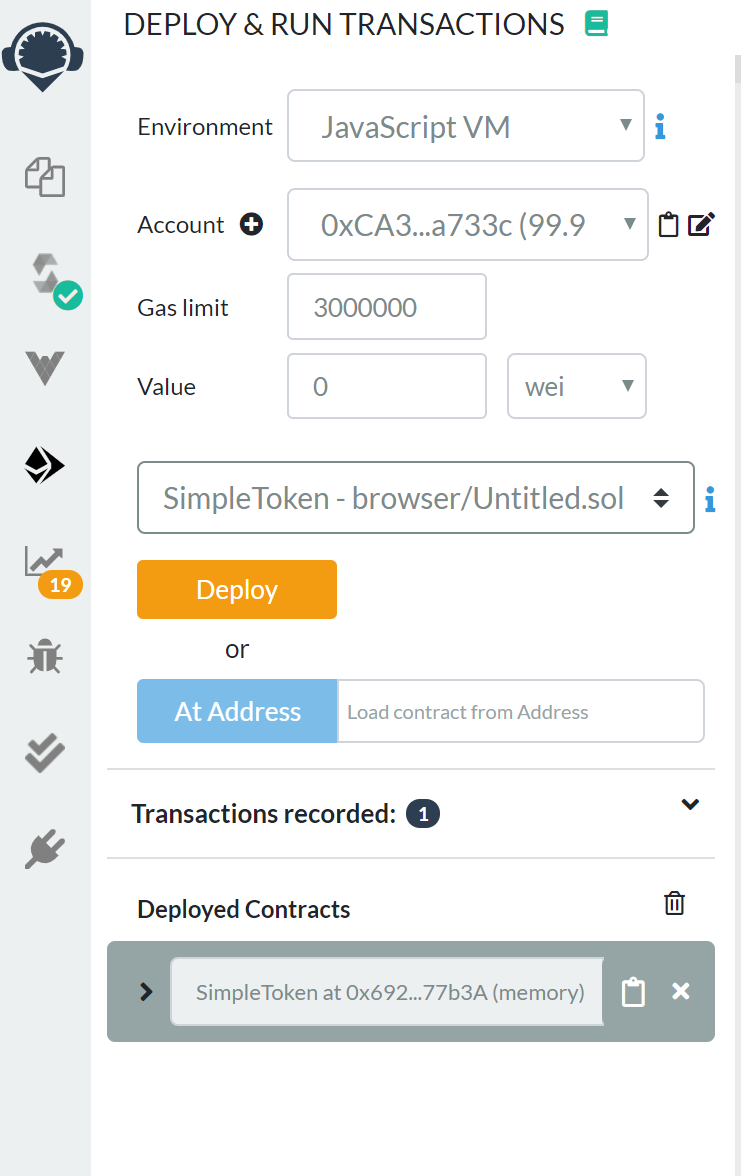 DEPLOY & RUN TRANSACTIONS
Environment
JavaScript VM
Account
0xCA3...a733c (99.9
Gas limit
3000000
Value
0
wei
SimpleToken - browser/Untitled.sol
Deploy
19
or
At Address
Load contract from Address
Transactions recorded: 1
Deployed Contracts
SimpleToken at 0x692...77b3A (memory)